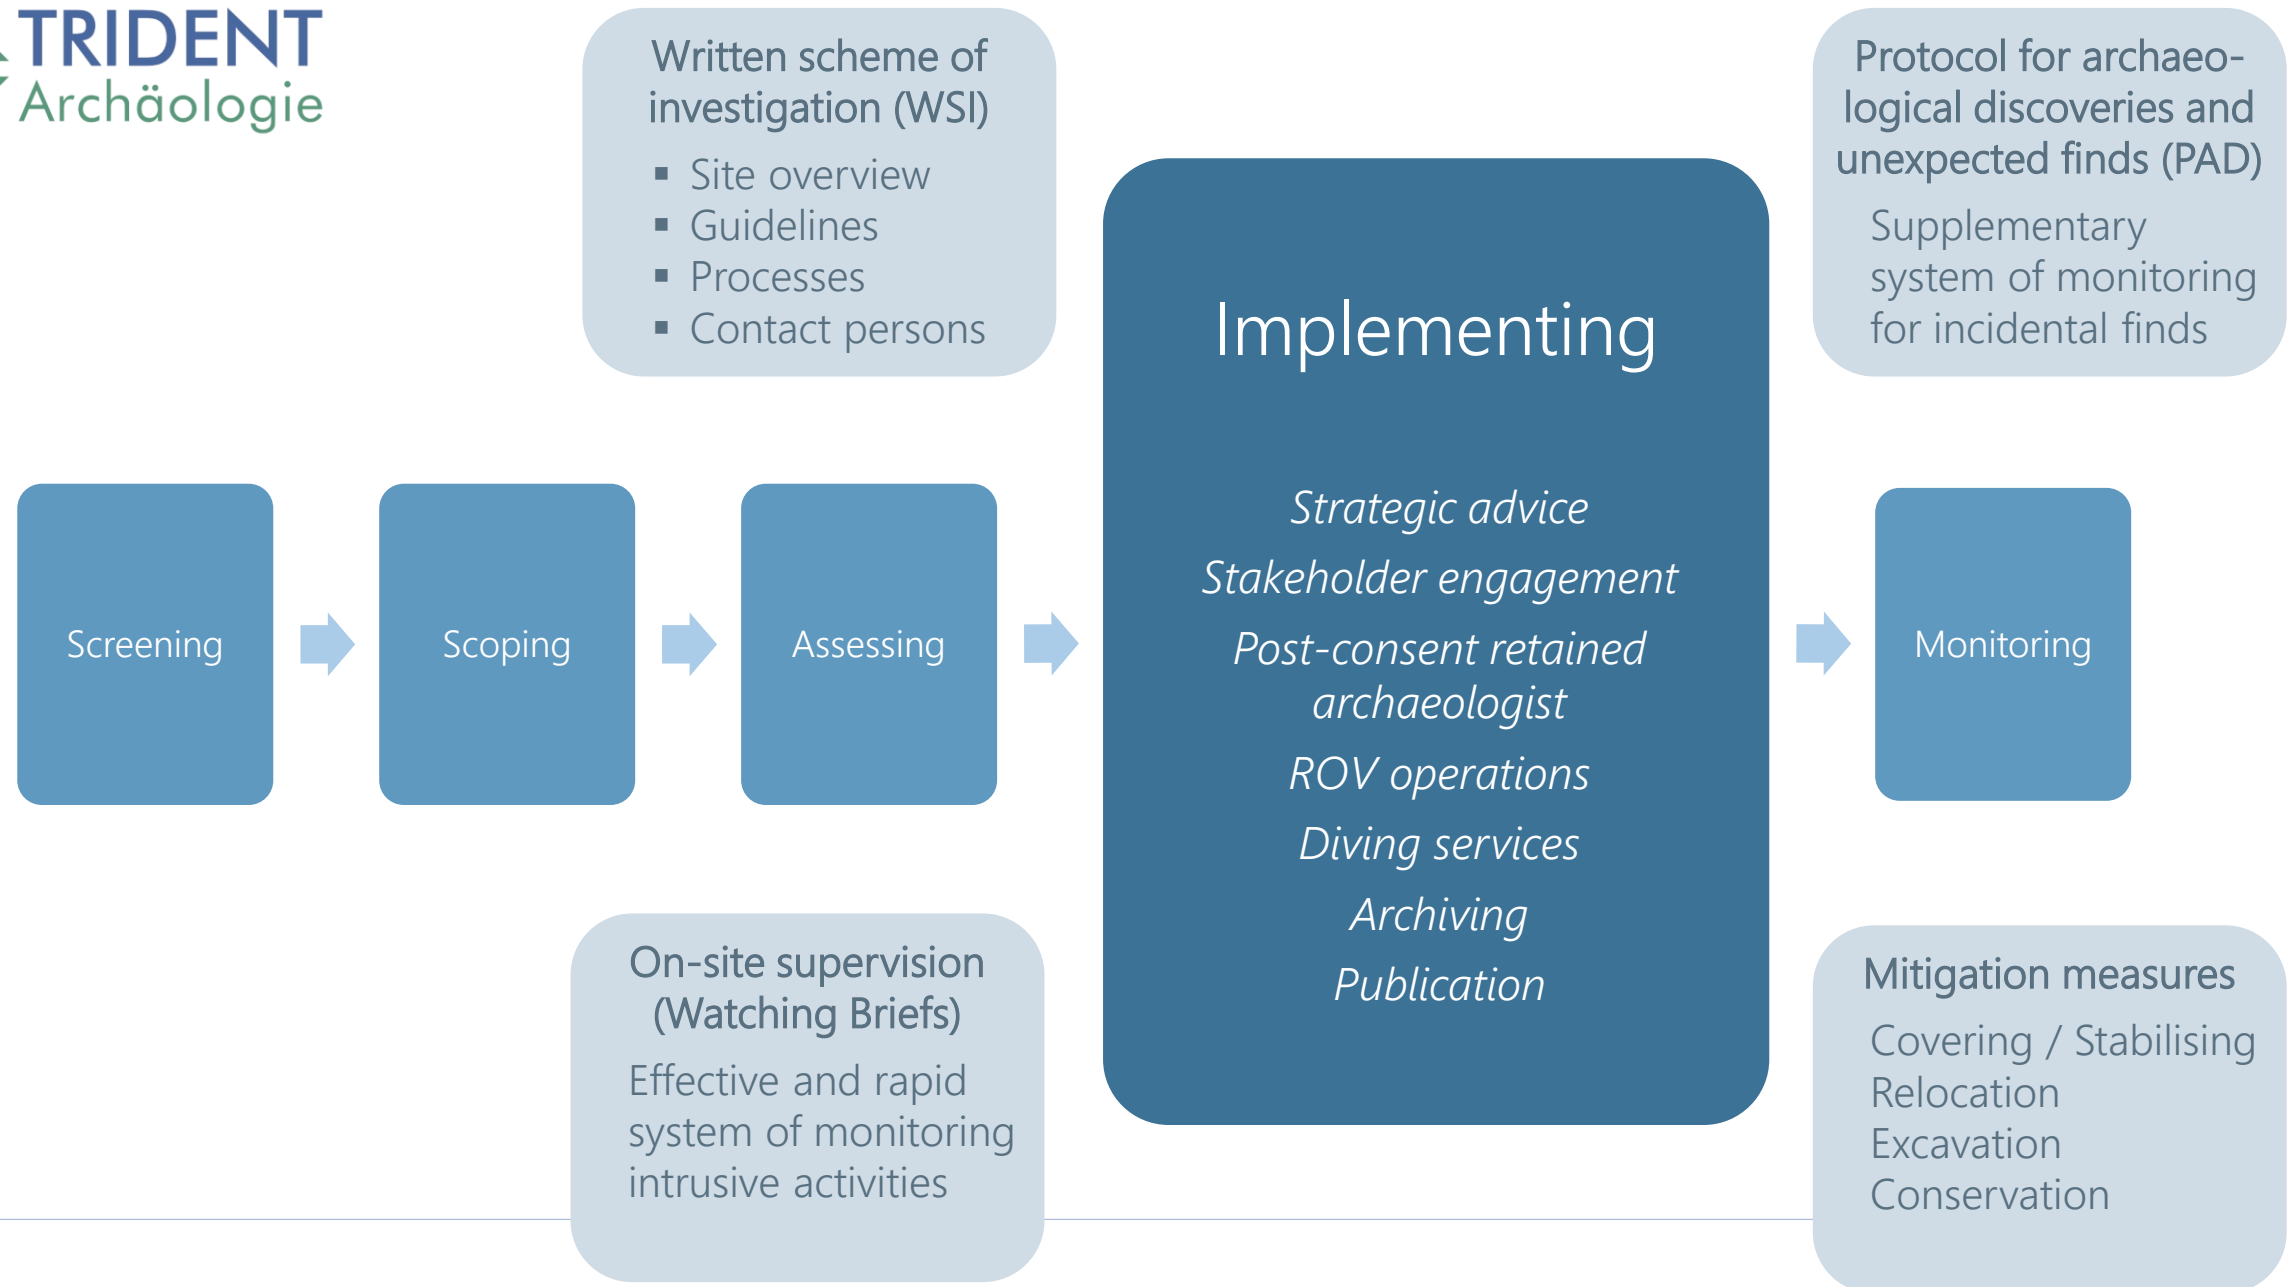 TRIDENT
Archäologie
Written scheme of
investigation (WSI)
▪ Site overview
▪ Guidelines
▪ Processes
▪ Contact persons
Protocol for archaeo-
logical discoveries and
unexpected finds (PAD)
Supplementary
system of monitoring
for incidental finds
Screening
Scoping
Assessing
Implementing
Strategic advice
Stakeholder engagement
Post-consent retained
archaeologist
ROV operations
Diving services
Archiving
Publication
Monitoring
On-site supervision
(Watching Briefs)
Effective and rapid
system of monitoring
intrusive activities
Mitigation measures
Covering / Stabilising
Relocation
Excavation
Conservation